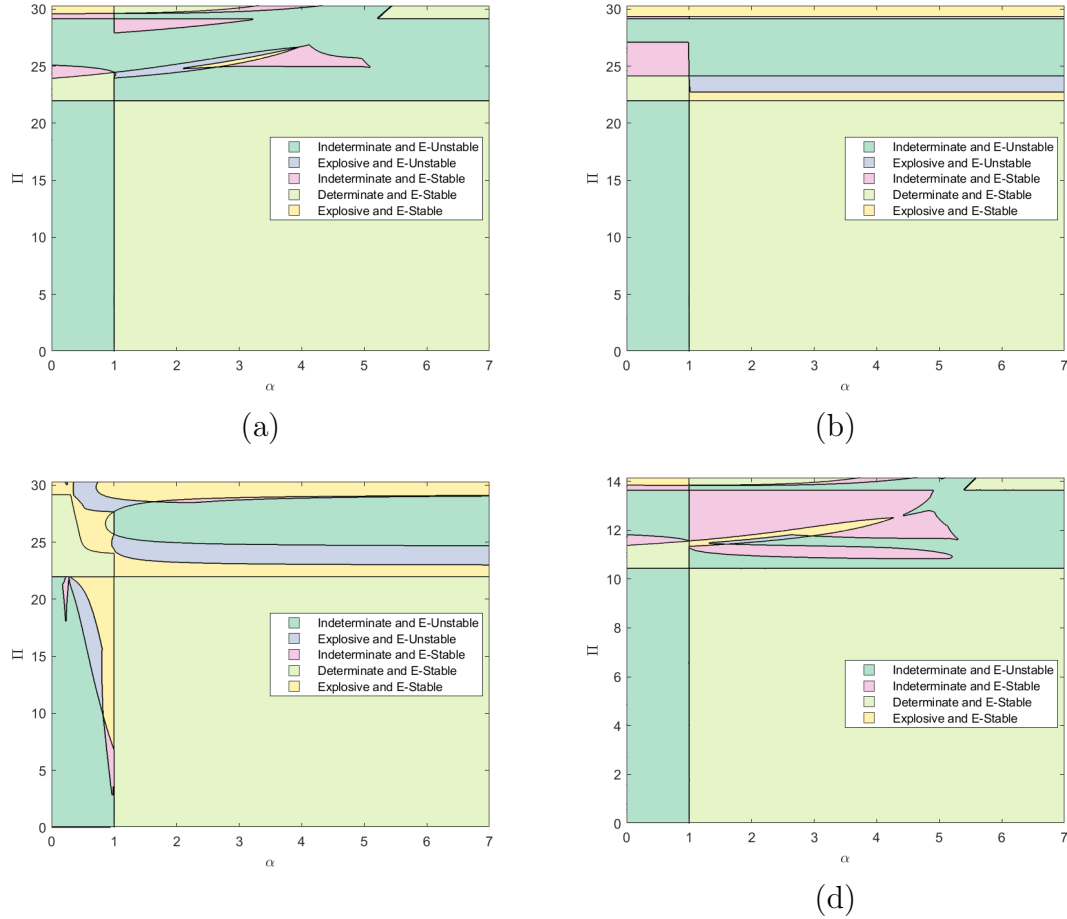 30
25
20
15
10
5
0
Π
Indeterminate and E-Unstable
Explosive and E-Unstable
Indeterminate and E-Stable
Determinate and E-Stable
Explosive and E-Stable
0 1 2 3 4 5 6 7
α
(a)
30
25
20
15
10
5
0
Π
Indeterminate and E-Unstable
Explosive and E-Unstable
Indeterminate and E-Stable
Determinate and E-Stable
Explosive and E-Stable
0 1 2 3 4 5 6 7
α
(b)
30
25
20
15
10
5
0
Π
Indeterminate and E-Unstable
Explosive and E-Unstable
Indeterminate and E-Stable
Determinate and E-Stable
Explosive and E-Stable
0 1 2 3 4 5 6 7
α
14
12
10
8
6
4
2
0
Π
Indeterminate and E-Unstable
Indeterminate and E-Stable
Determinate and E-Stable
Explosive and E-Stable
0 1 2 3 4 5 6 7
α
(d)